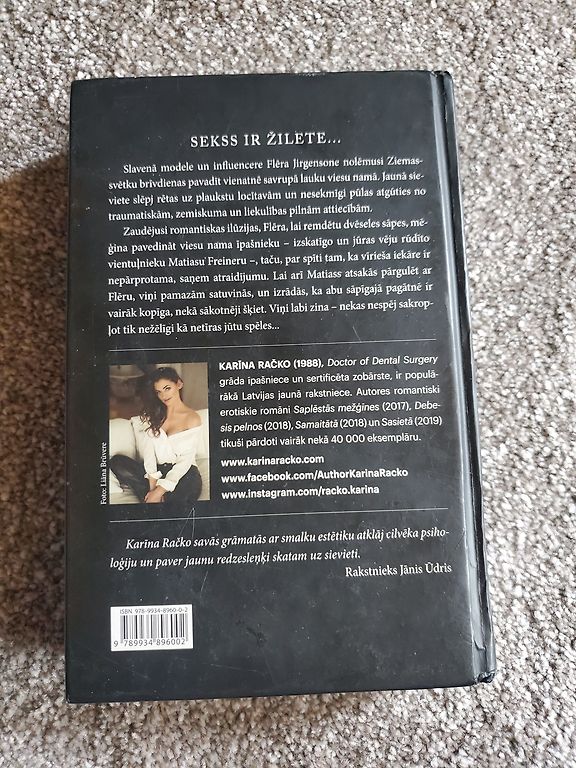 SEKSS IR ŽILETE...
Slavenā modele un influencere Flēra Jirgensone nolēmusi Ziemas-
svētku brīvdienas pavadīt vienatnē savrupā lauku viesu namā. Jaunā sie-
viete slēpj rētas uz plaukstu locītavām un nesekmīgi pūlas atgūties no
traumatiskām, zemiskuma un liekulības pilnām attiecībām.
Zaudējusi romantiskas ilūzijas, Flēra, lai remdētu dvēseles sāpes, mē-
ģina pavedināt viesu nama īpašnieku – izskatīgo un jūras vēju rūdīto
vientuļnieku Matiasu Freineru –, taču, par spīti tam, ka vīrieša iekāre ir
nepārprotama, saņem atraidījumu. Lai arī Matiass atsakās pārgulēt ar
Flēru, viņi pamazām satuvinās, un izrādās, ka abu sāpīgajā pagātnē ir
vairāk kopīga, nekā sākotnēji šķiet. Viņi labi zina – nekas nespēj sakrop-
ļot tik nežēlīgi kā netīras jūtu spēles...
KARĪNA RAČKO (1988), Doctor of Dental Surgery
grāda īpašniece un sertificēta zobārste, ir populā-
rākā Latvijas jaunā rakstniece. Autores romantiski
erotiskie romāni Saplēstās mežģīnes (2017), Debe-
sis pelnos (2018), Samaitātā (2018) un Sasietā (2019)
tikuši pārdoti vairāk nekā 40 000 eksemplāru.
www.karinaracko.com
www.facebook.com/AuthorKarinaRacko
www.instagram.com/racko.karina
Foto: Liāna Brūvere
Karīna Račko savās grāmatās ar smalku estētiku atklāj cilvēka psiho-
loģiju un paver jaunu redzesleņķi skatam uz sievieti.
Rakstnieks Jānis Ūdris
ISBN 978-9934-8960-0-2
9 789934 896002